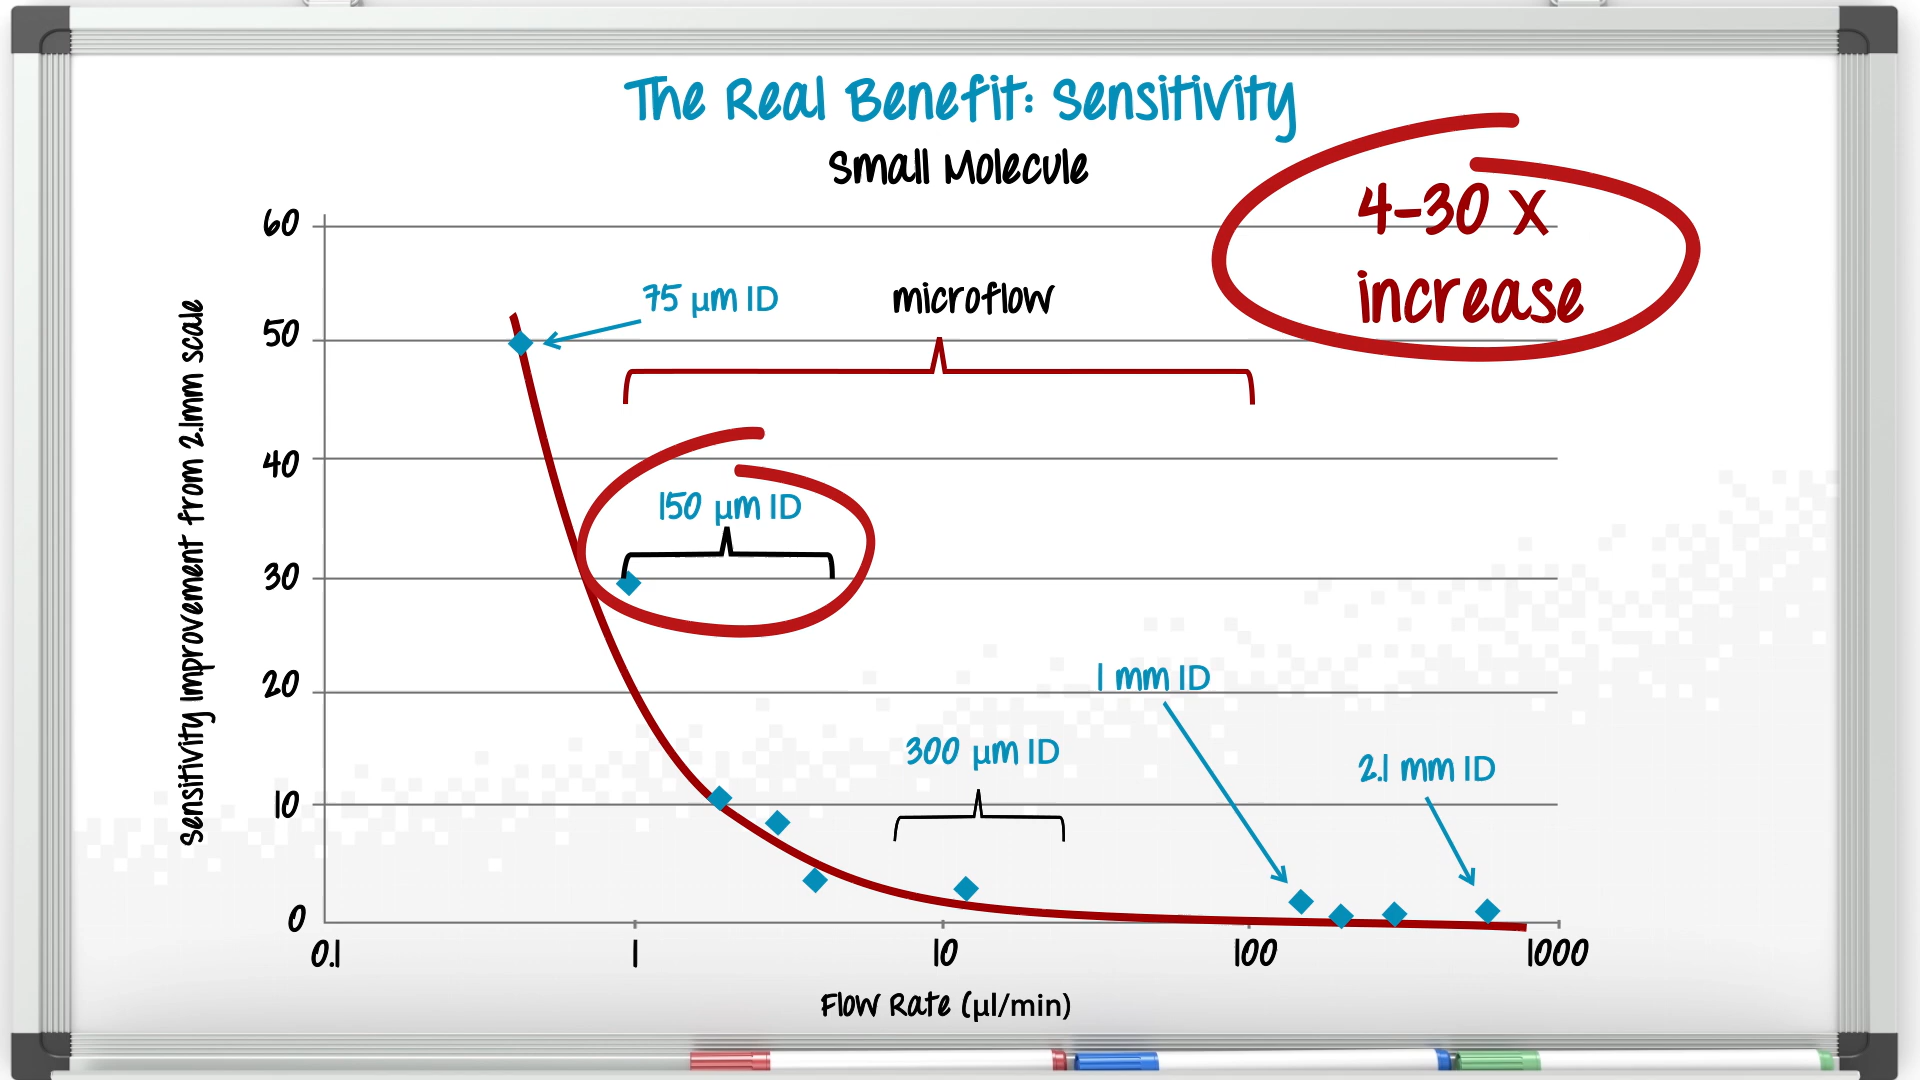 The Real Benefit: Sensitivity
Small Molecule
4-30 X
increase
Sensitivity Improvement from 2.1mm scale
60
50
40
30
20
10
0
75 µm ID
microflow
150 µm ID
300 µm ID
1 mm ID
2.1 mm ID
0.1
1
10
100
1000
Flow Rate (µl/min)